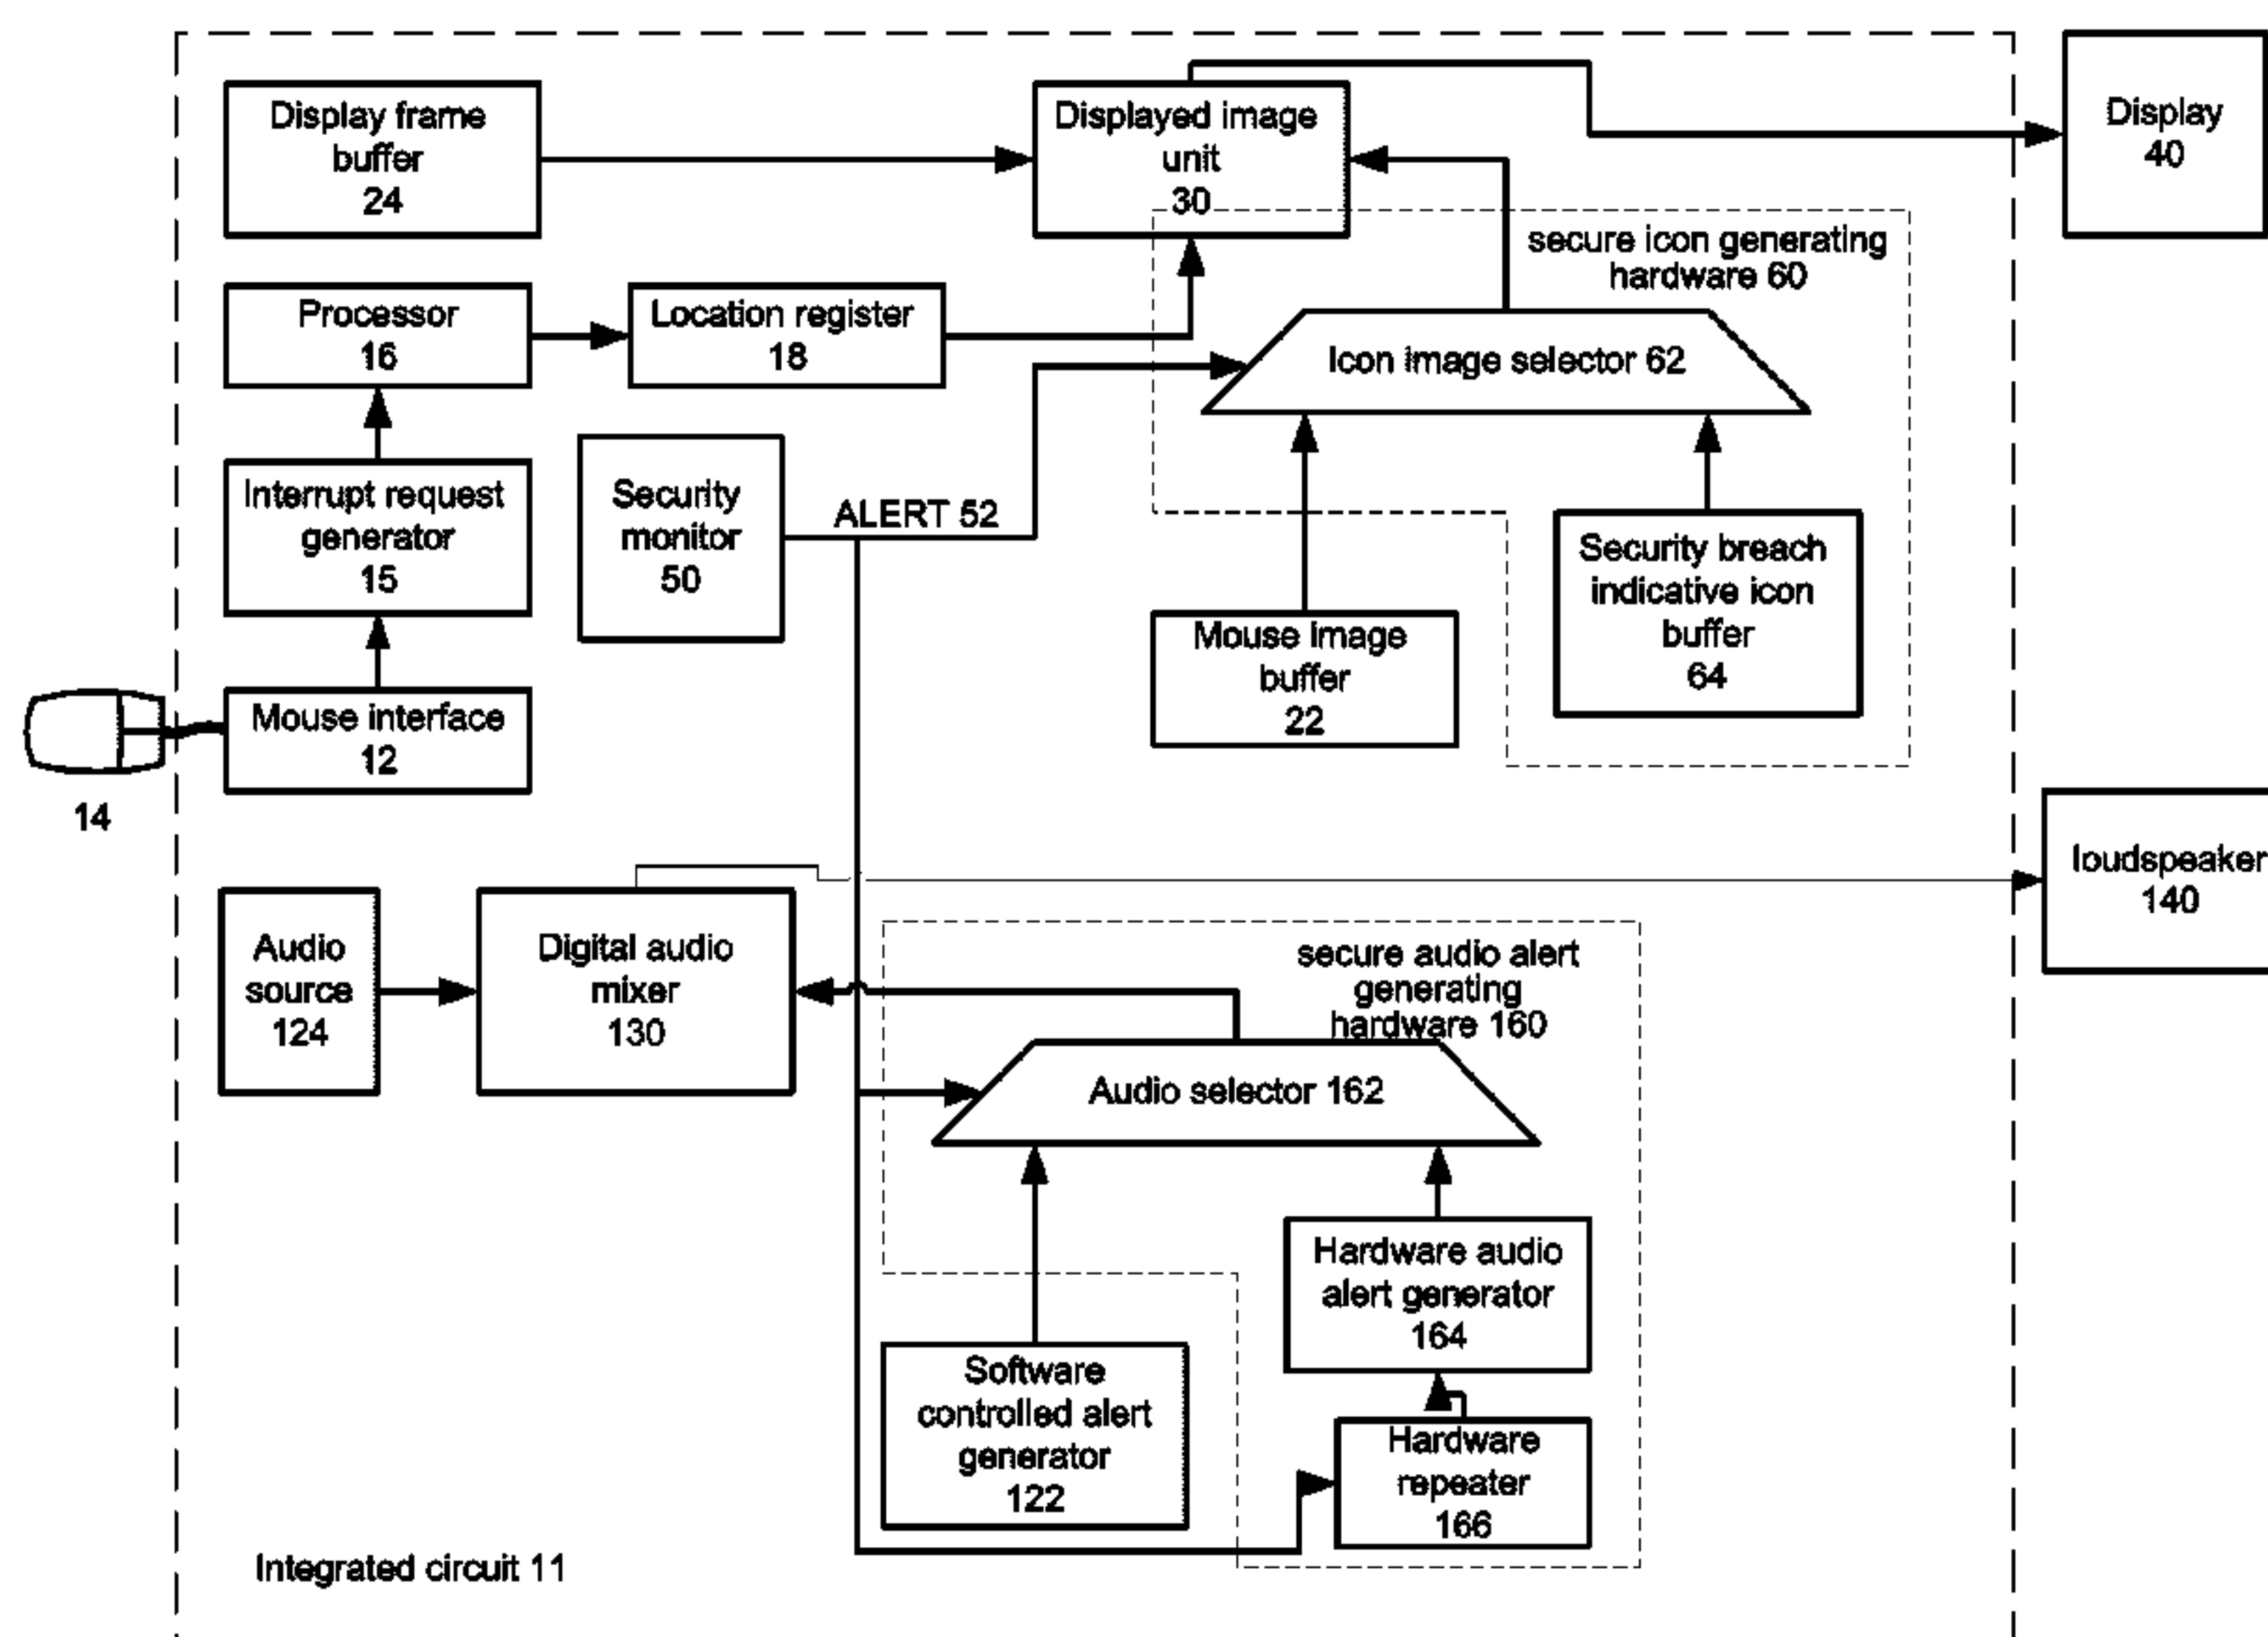 Display frame
buffer
24
Displayed image
unit
30
Display
40
secure icon generating
hardware 60
Processor
16
Location register
18
Icon image selector 62
Interrupt request
generator
15
Security
monitor
50
ALERT 52
Security breach
indicative icon
buffer
64
Mouse image
buffer
22
Mouse interface
12
14
loudspeaker
140
Audio
source
124
Digital audio
mixer
130
secure audio alert
generating
hardware 160
Audio selector 162
Hardware audio
alert generator
164
Software
controlled alert
generator
122
Hardware
repeater
166
Integrated circuit 11